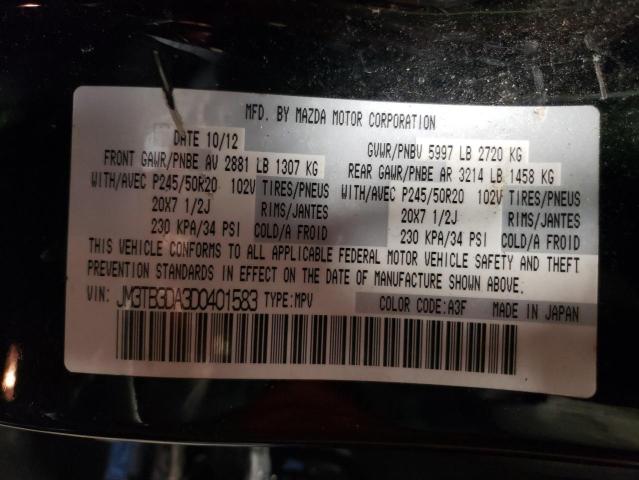 MFD. BY MAZDA MOTOR CORPORATION
DATE 10/12 GVWR/PNBV 5997 LB 2720 KG
FRONT GAWR/PNBE AV 2881 LB 1307 KG REAR GAWR/PNBE AR 3214 LB 1458 KG
WITH/AVEC P245/50R20 102V TIRES/PNEUS WITH/AVEC P245/50R20 102V TIRES/PNEUS
20X7 1/2J RIMS/JANTES 20X7 1/2J RIMS/JANTES
230 KPA/34 PSI COLD/A FROID 230 KPA/34 PSI COLD/A FROID
THIS VEHICLE CONFORMS TO ALL APPLICABLE FEDERAL MOTOR VEHICLE SAFETY AND THEFT
PREVENTION STANDARDS IN EFFECT ON THE DATE OF MANUFACTURE SHOWN ABOVE.
VIN: JM3TB3DA3D0401583 TYPE:MPV COLOR CODE:A3F MADE IN JAPAN